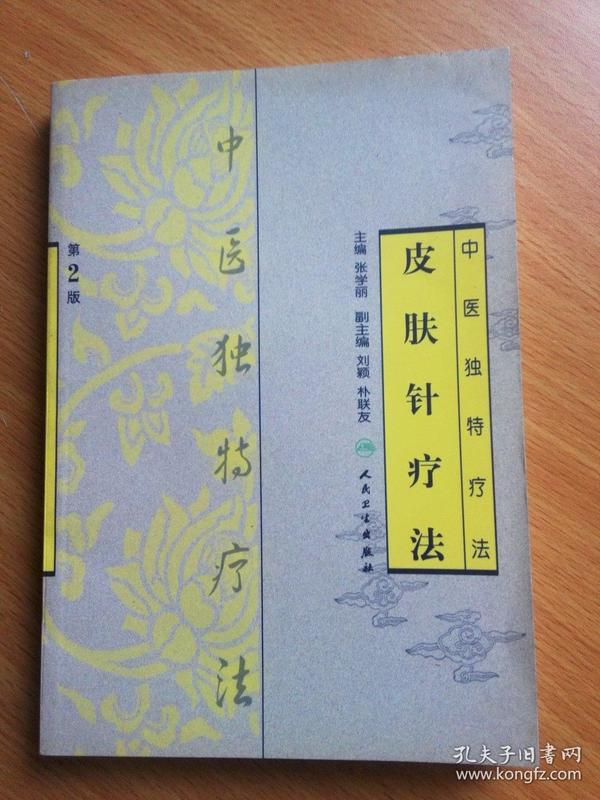 中医独特疗法
皮肤针疗法
主编 张学丽 副主编 刘颖 朴联友
人民卫生出版社
中医独特疗法
第2版
孔夫子旧书网
www.kongfz.com